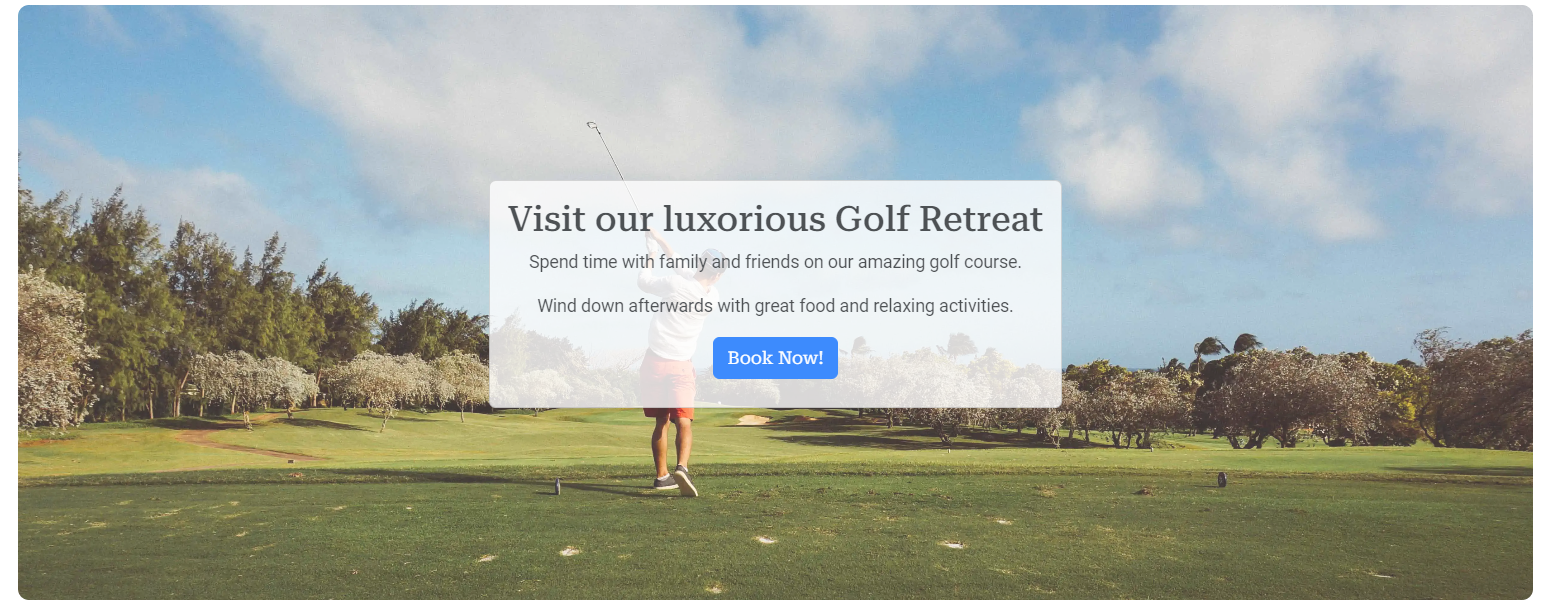 Visit our luxorious Golf Retreat
Spend time with family and friends on our amazing golf course.
Wind down afterwards with great food and relaxing activities.
Book Now!